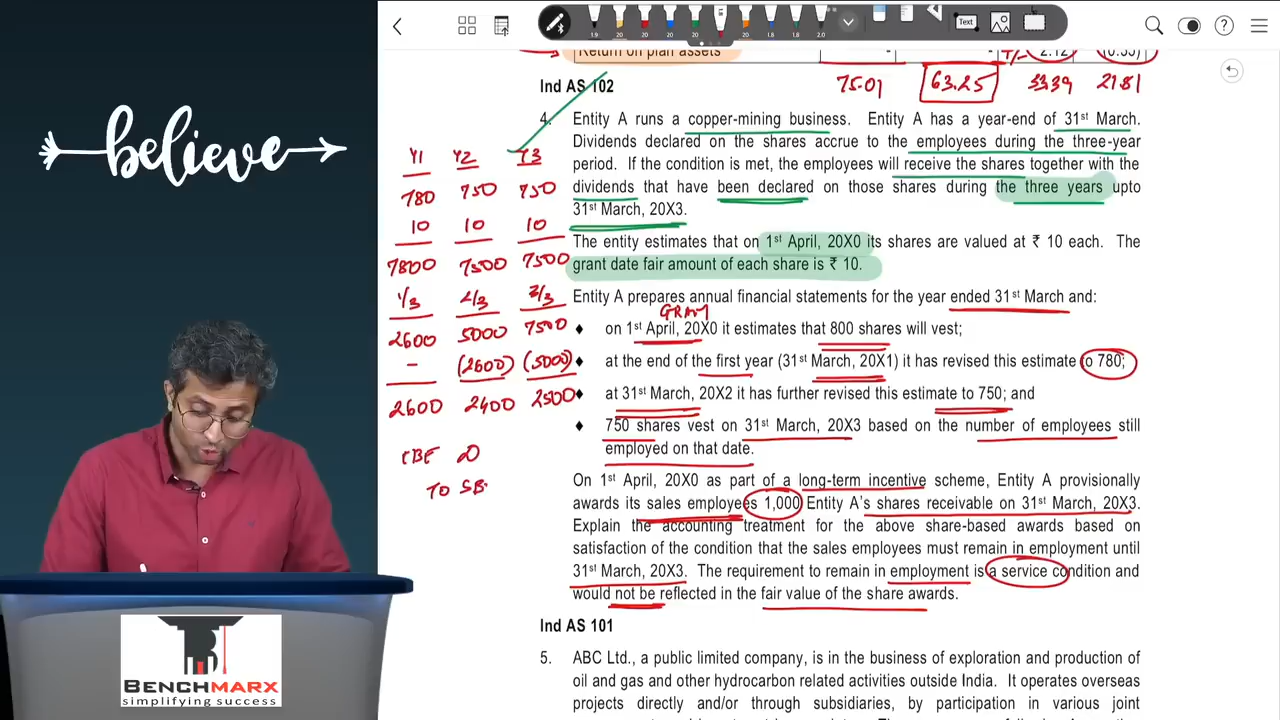 believe
Text
Return on plan assets
+/- 2.12
75.01 63.25 33.39 21.81
Ind AS 102
4. Entity A runs a copper-mining business. Entity A has a year-end of 31st March.
Dividends declared on the shares accrue to the employees during the three-year
period. If the condition is met, the employees will receive the shares together with the
dividends that have been declared on those shares during the three years upto
31st March, 20X3.
The entity estimates that on 1st April, 20X0 its shares are valued at ₹ 10 each. The
grant date fair amount of each share is ₹ 10.
Entity A prepares annual financial statements for the year ended 31st March and:
GRANT
♦ on 1st April, 20X0 it estimates that 800 shares will vest;
♦ at the end of the first year (31st March, 20X1) it has revised this estimate to 780;
♦ at 31st March, 20X2 it has further revised this estimate to 750; and
♦ 750 shares vest on 31st March, 20X3 based on the number of employees still
employed on that date.
On 1st April, 20X0 as part of a long-term incentive scheme, Entity A provisionally
awards its sales employees 1,000 Entity A's shares receivable on 31st March, 20X3.
Explain the accounting treatment for the above share-based awards based on
satisfaction of the condition that the sales employees must remain in employment until
31st March, 20X3. The requirement to remain in employment is a service condition and
would not be reflected in the fair value of the share awards.
Ind AS 101
5. ABC Ltd., a public limited company, is in the business of exploration and production of
oil and gas and other hydrocarbon related activities outside India. It operates overseas
projects directly and/or through subsidiaries, by participation in various joint
Y1 Y2 Y3
780 750 750
10 10 10
7800 7500 7500
1/3 2/3 3/3
2600 5000 7500
- (2600) (5000)
2600 2400 2500
TO SB
BENCHMARX
simplifying success